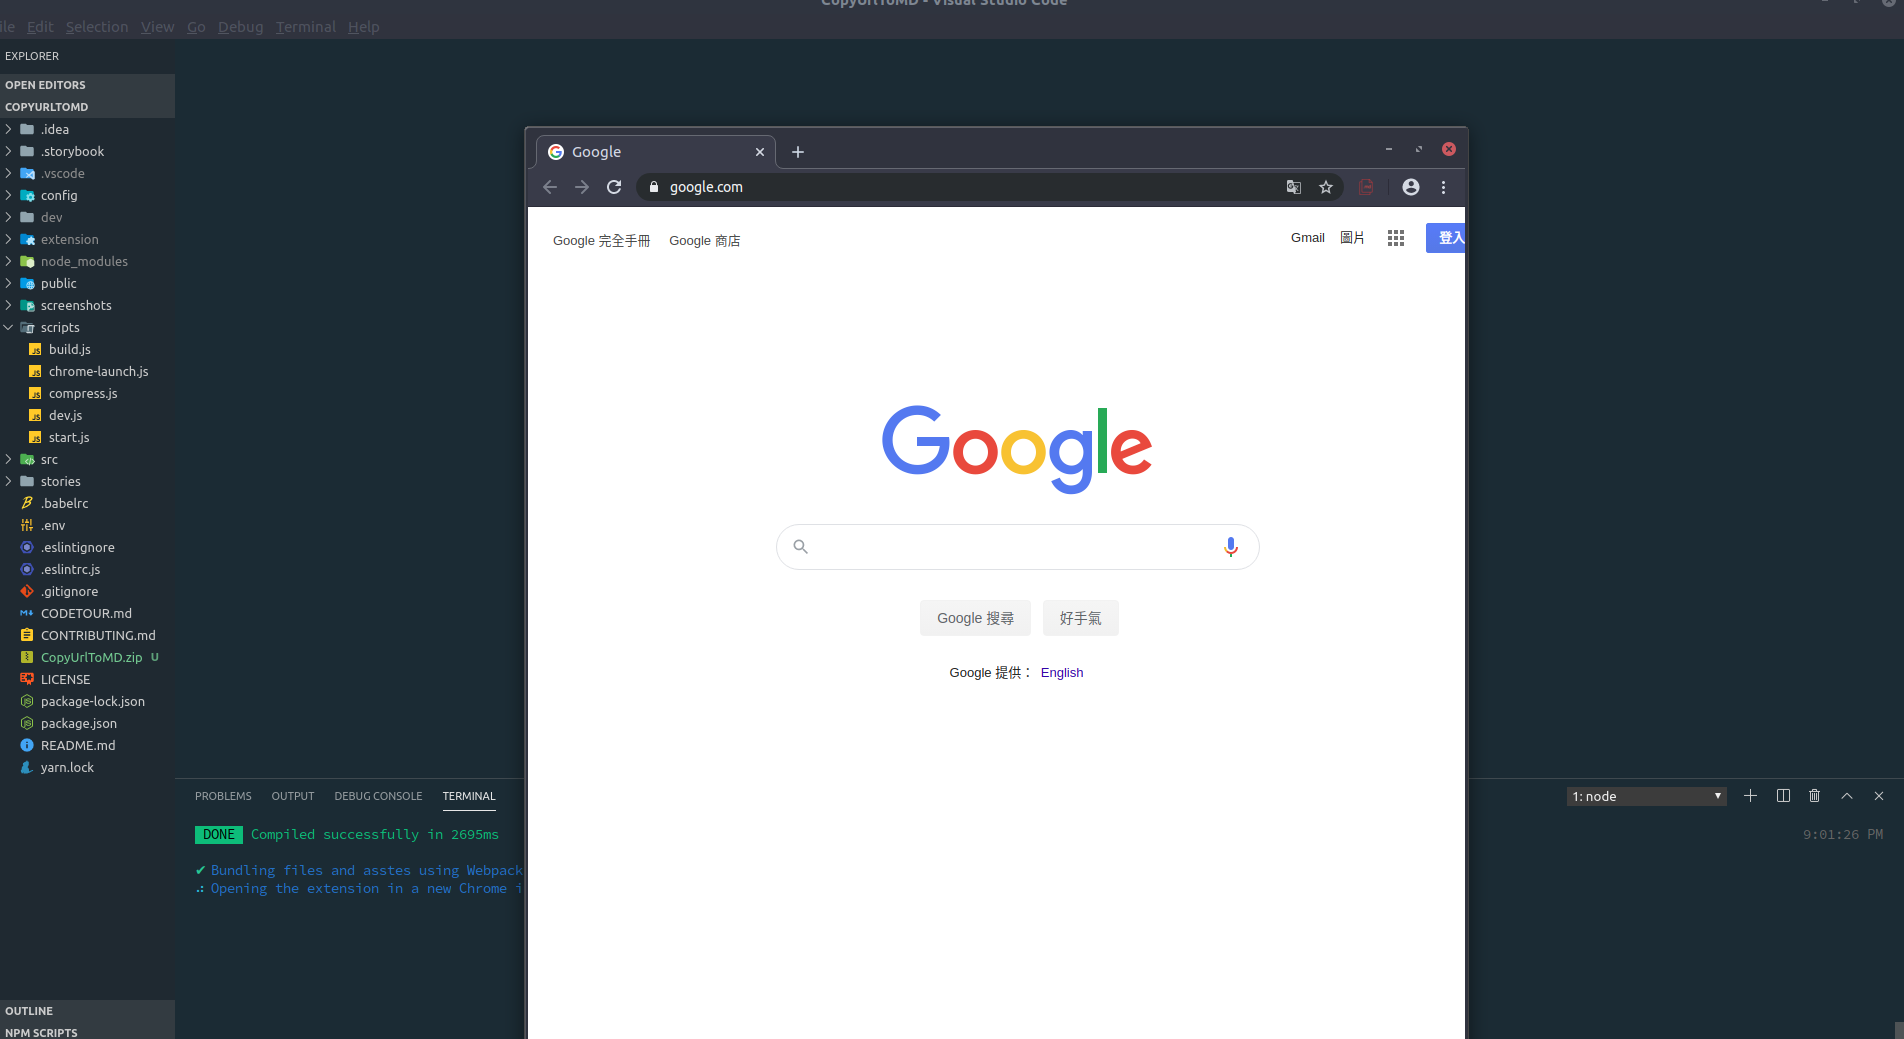 CopyUrlToMD - Visual Studio Code
ile Edit Selection View Go Debug Terminal Help
EXPLORER
OPEN EDITORS
COPYURLTOMD
.idea
.storybook
.vscode
config
dev
extension
node_modules
public
screenshots
scripts
build.js
chrome-launch.js
compress.js
dev.js
start.js
src
stories
.babelrc
.env
.eslintignore
.eslintrc.js
.gitignore
CODETOUR.md
CONTRIBUTING.md
CopyUrlToMD.zip U
LICENSE
package-lock.json
package.json
README.md
yarn.lock
OUTLINE
NPM SCRIPTS
Google
google.com
Google 完全手冊 Google 商店
Gmail 圖片 登入
Google
Google 搜尋 好手氣
Google 提供： English
PROBLEMS OUTPUT DEBUG CONSOLE TERMINAL
1: node
DONE Compiled successfully in 2695ms
9:01:26 PM
✔ Bundling files and asstes using Webpack
Opening the extension in a new Chrome i